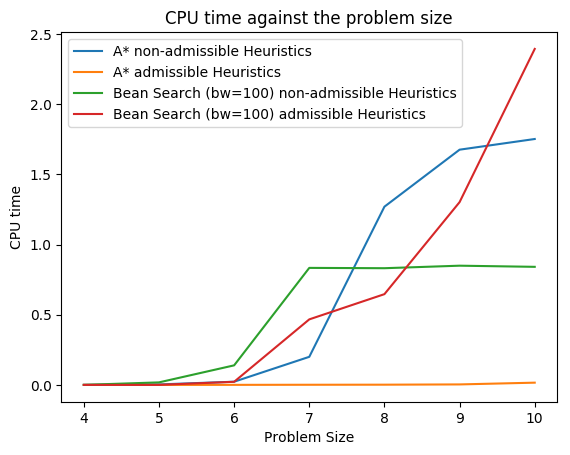 CPU time against the problem size
2.5
2.0
1.5
1.0
0.5
0.0
CPU time
A* non-admissible Heuristics
A* admissible Heuristics
Bean Search (bw=100) non-admissible Heuristics
Bean Search (bw=100) admissible Heuristics
4 5 6 7 8 9 10
Problem Size